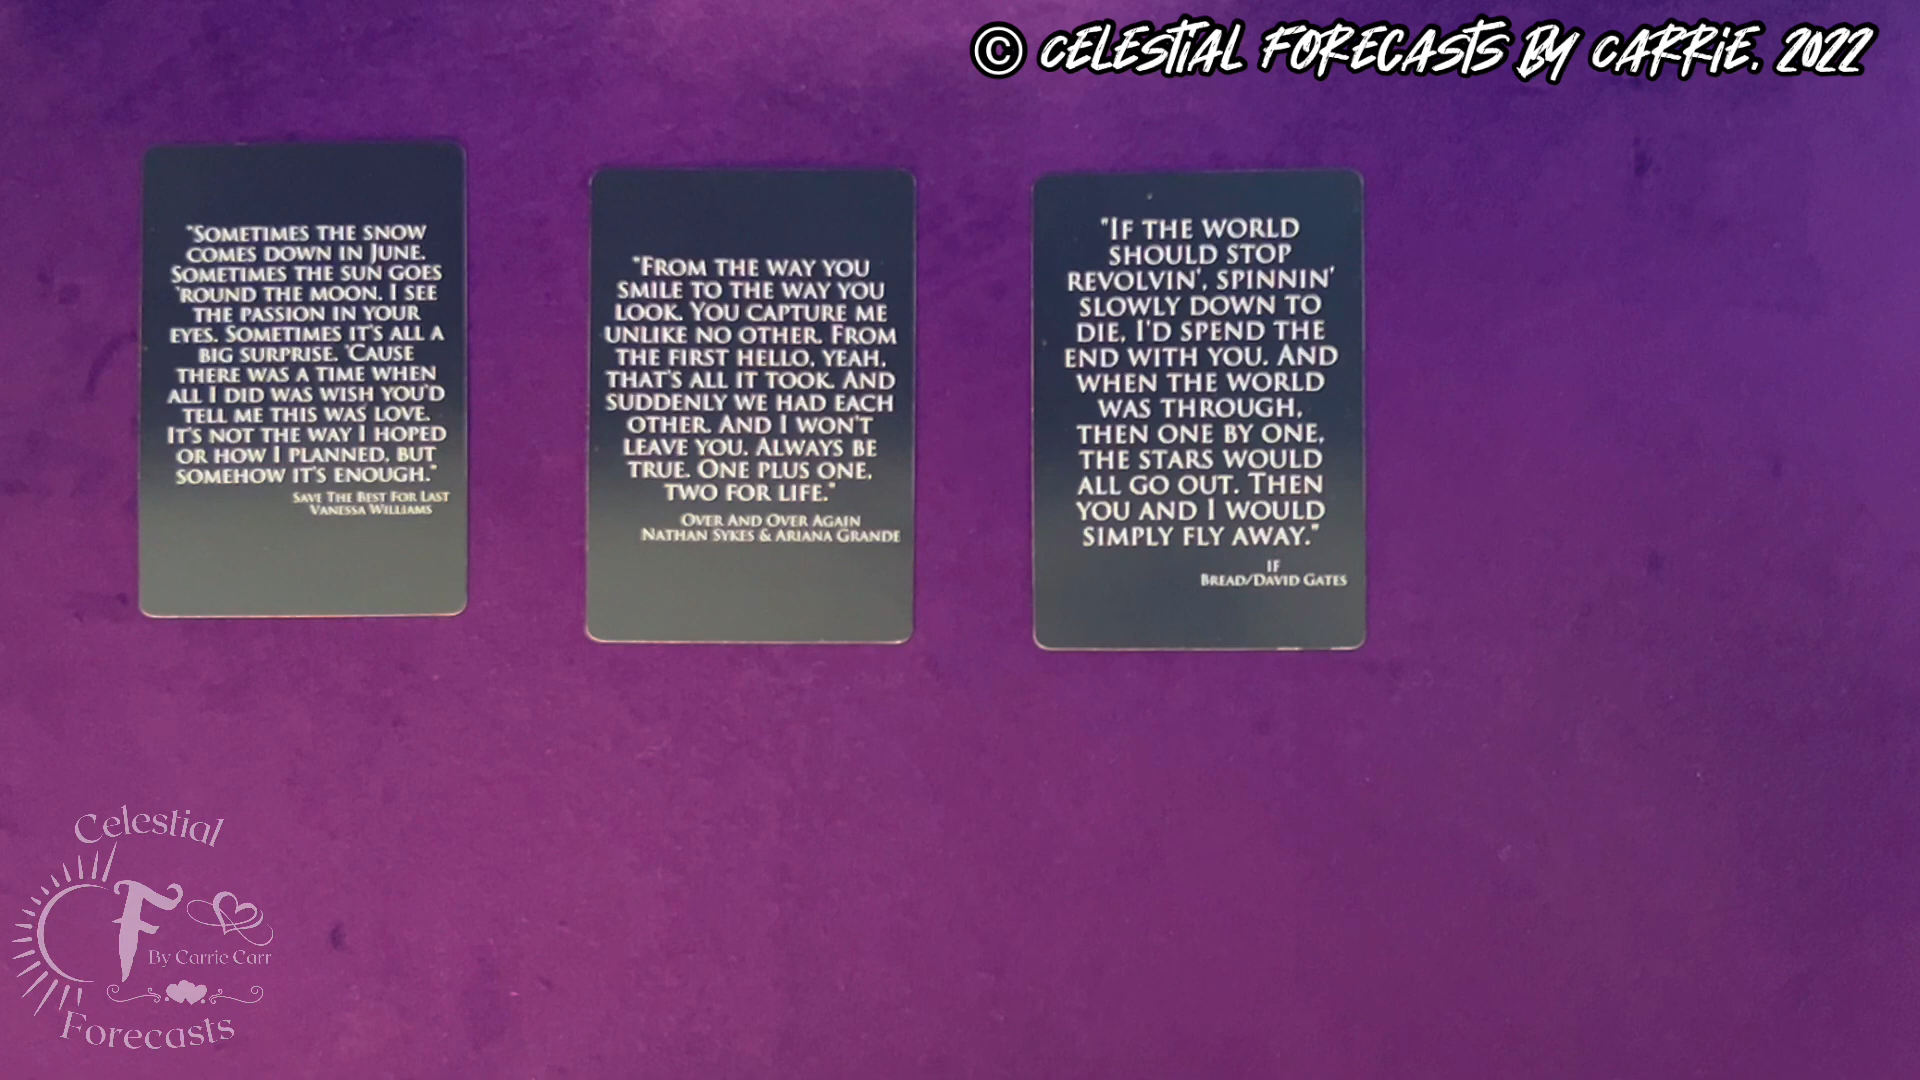 © Celestial Forecasts by Carrie. 2022
"Sometimes the snow
comes down in June.
Sometimes the sun goes
'round the moon. I see
the passion in your
eyes. Sometimes it's all a
big surprise. 'Cause
there was a time when
all I did was wish you'd
tell me this was love.
It's not the way I hoped
or how I planned, but
somehow it's enough."
Save The Best For Last
Vanessa Williams
"From the way you
smile to the way you
look. You capture me
unlike no other. From
the first hello, yeah,
that's all it took. And
suddenly we had each
other. And I won't
leave you. Always be
true. One plus one,
two for life."
Over And Over Again
Nathan Sykes & Ariana Grande
"If the world
should stop
revolvin', spinnin'
slowly down to
die, I'd spend the
end with you. And
when the world
was through,
then one by one,
the stars would
all go out. Then
you and I would
simply fly away."
If
Bread/David Gates
Celestial
F
By Carrie Carr
Forecasts